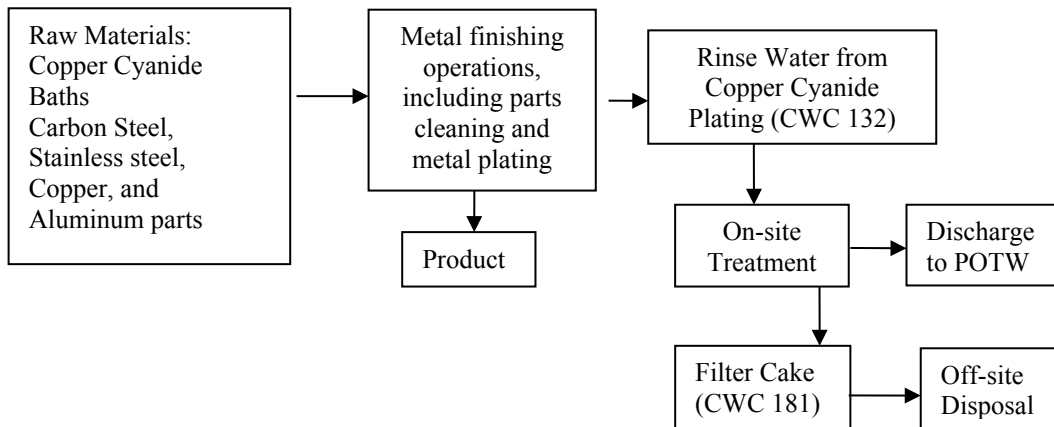 Raw Materials:
Copper Cyanide
Baths
Carbon Steel,
Stainless steel,
Copper, and
Aluminum parts
Metal finishing
operations,
including parts
cleaning and
metal plating
Product
Rinse Water from
Copper Cyanide
Plating (CWC 132)
On-site
Treatment
Discharge
to POTW
Filter Cake
(CWC 181)
Off-site
Disposal